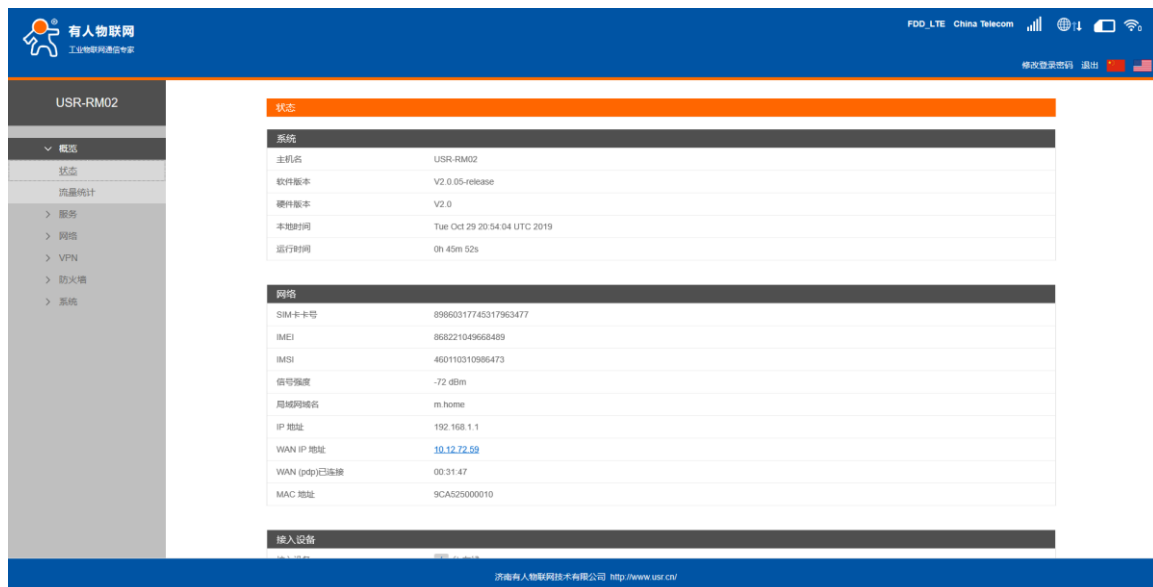 有人物联网
工业物联网通信专家
FDD_LTE China Telecom
修改登录密码 退出
USR-RM02
概览
状态
流量统计
服务
网络
VPN
防火墙
系统
状态
系统
主机名 USR-RM02
软件版本 V2.0.05-release
硬件版本 V2.0
本地时间 Tue Oct 29 20:54:04 UTC 2019
运行时间 0h 45m 52s
网络
SIM卡卡号 89860317745317963477
IMEI 868221049668489
IMSI 460110310986473
信号强度 -72 dBm
局域网域名 m.home
IP 地址 192.168.1.1
WAN IP 地址 10.12.72.59
WAN (pdp)已连接 00:31:47
MAC 地址 9CA525000010
接入设备
济南有人物联网技术有限公司 http://www.usr.cn/